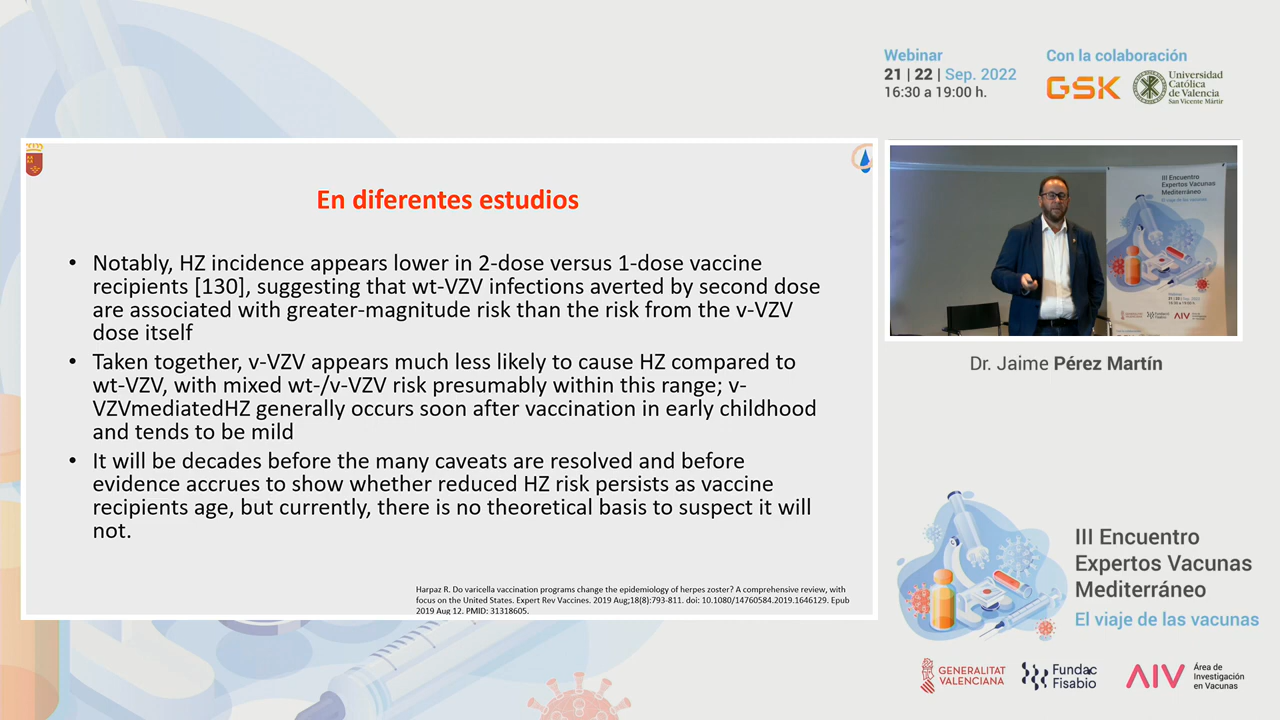 Webinar
21 | 22 | Sep. 2022
16:30 a 19:00 h.
Con la colaboración
GSK
Universidad
Católica
de Valencia
San Vicente Mártir
En diferentes estudios
• Notably, HZ incidence appears lower in 2-dose versus 1-dose vaccine
recipients [130], suggesting that wt-VZV infections averted by second dose
are associated with greater-magnitude risk than the risk from the v-VZV
dose itself
• Taken together, v-VZV appears much less likely to cause HZ compared to
wt-VZV, with mixed wt-/v-VZV risk presumably within this range; v-
VZVmediatedHZ generally occurs soon after vaccination in early childhood
and tends to be mild
• It will be decades before the many caveats are resolved and before
evidence accrues to show whether reduced HZ risk persists as vaccine
recipients age, but currently, there is no theoretical basis to suspect it will
not.
Harpaz R. Do varicella vaccination programs change the epidemiology of herpes zoster? A comprehensive review, with
focus on the United States. Expert Rev Vaccines. 2019 Aug;18(8):793-811. doi: 10.1080/14760584.2019.1646129. Epub
2019 Aug 12. PMID: 31318605.
III Encuentro
Expertos Vacunas
Mediterráneo
El viaje de las vacunas
Dr. Jaime Pérez Martín
III Encuentro
Expertos Vacunas
Mediterráneo
El viaje de las vacunas
GENERALITAT
VALENCIANA
Fundac
Fisabio
AIV
Área de
Investigación
en Vacunas